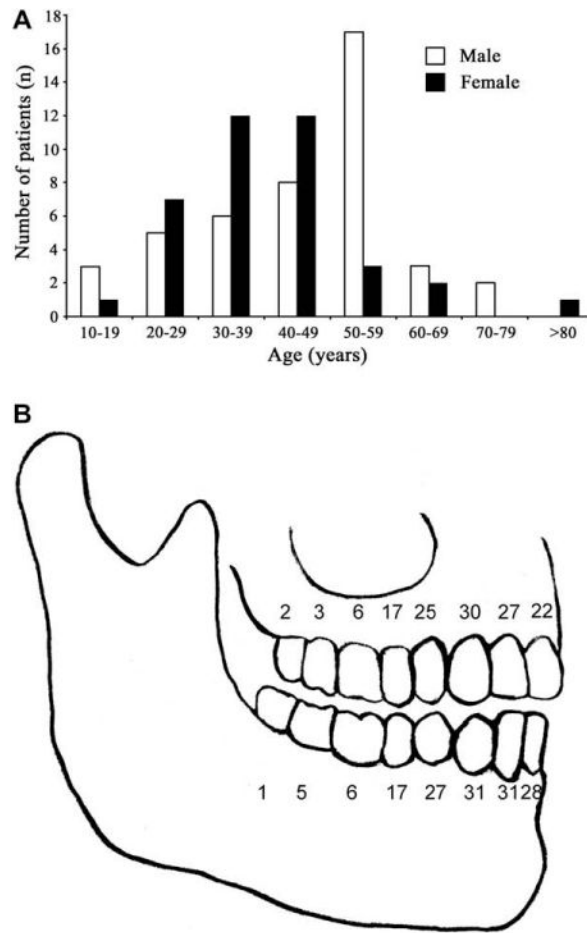 A
Number of patients (n)
18
16
14
12
10
8
6
4
2
0
Male
Female
10-19 20-29 30-39 40-49 50-59 60-69 70-79 >80
Age (years)
B
2 3 6 17 25 30 27 22
1 5 6 17 27 31 31 28